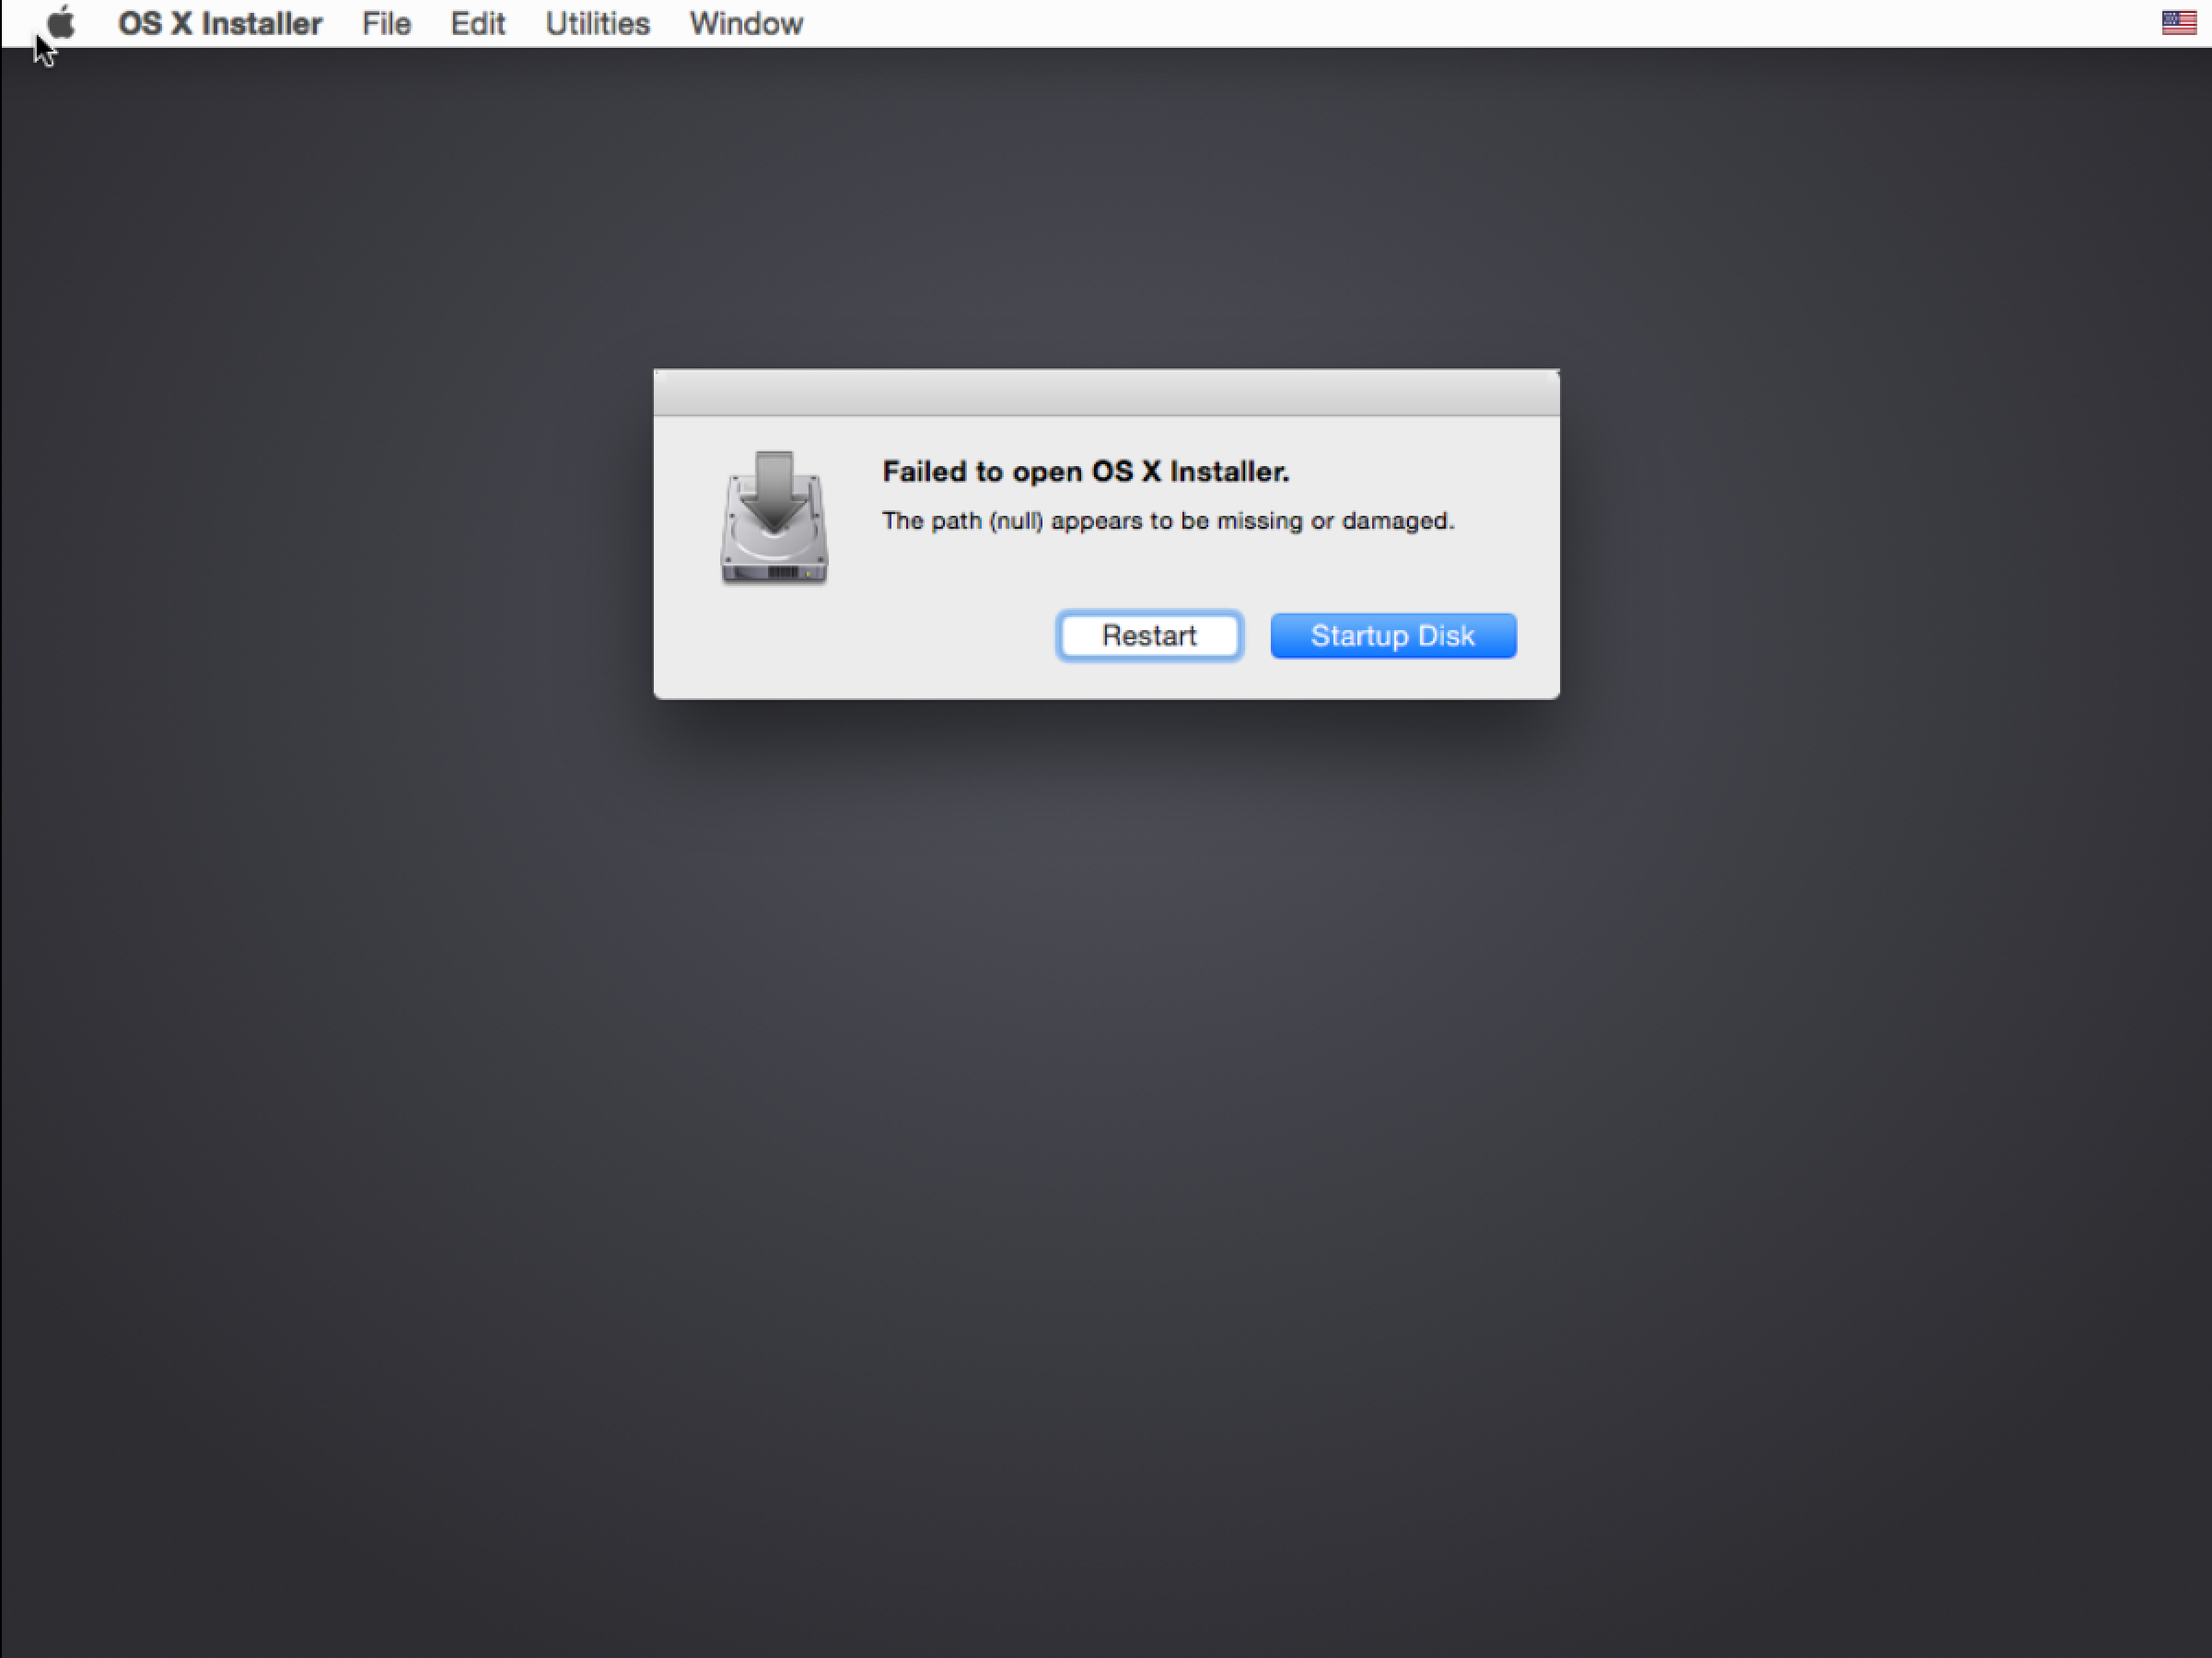 OS X Installer File Edit Utilities Window
Failed to open OS X Installer.
The path (null) appears to be missing or damaged.
Restart Startup Disk